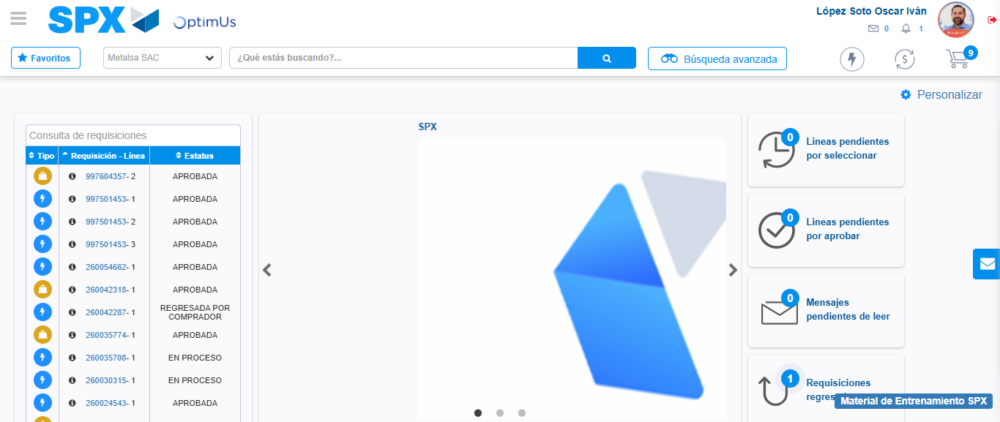 SPX OptimUs
López Soto Oscar Iván
0 1
Favoritos
Metalsa SAC
¿Qué estás buscando?...
Búsqueda avanzada
9
Personalizar
Consulta de requisiciones
Tipo Requisición - Línea Estatus
997604357- 2 APROBADA
997501453- 1 APROBADA
997501453- 2 APROBADA
997501453- 3 APROBADA
260054662- 1 APROBADA
260042318- 1 APROBADA
260042287- 1 REGRESADA POR
COMPRADOR
260035774- 1 APROBADA
260035708- 1 EN PROCESO
260030315- 1 EN PROCESO
260024543- 1 APROBADA
SPX
0
Lineas pendientes
por seleccionar
0
Lineas pendientes
por aprobar
0
Mensajes
pendientes de leer
1
Requisiciones
Material de Entrenamiento SPX